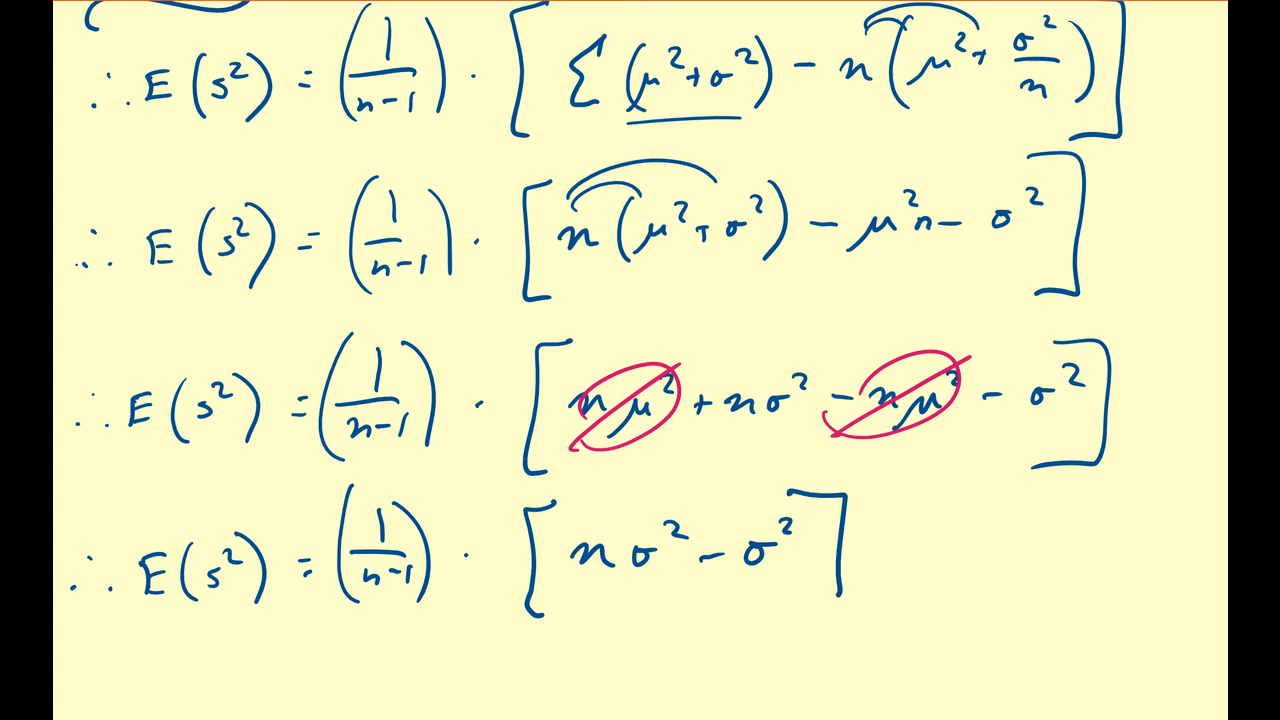 ∴ E(s²) = (1/(n-1)) · [Σ(μ²+σ²) - n(μ²+ σ²/n)]
∴ E(s²) = (1/(n-1)) · [n(μ²+σ²) - μ²n - σ²]
∴ E(s²) = (1/(n-1)) · [nμ² + nσ² - nμ² - σ²]
∴ E(s²) = (1/(n-1)) · [nσ² - σ²]